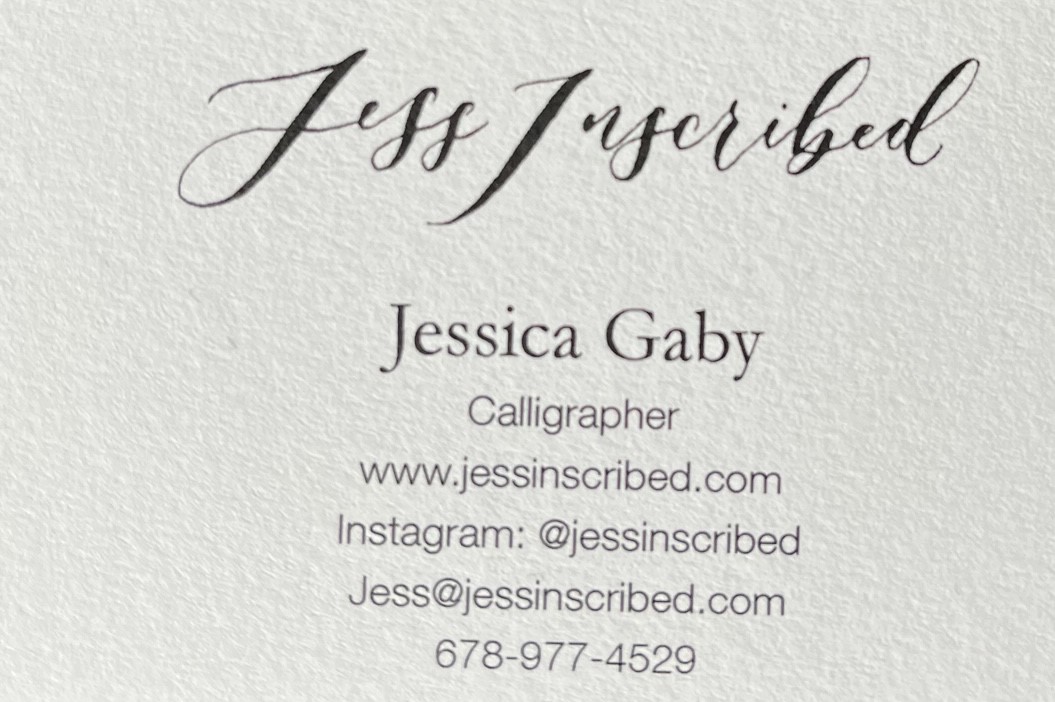 Jess Inscribed
Jessica Gaby
Calligrapher
www.jessinscribed.com
Instagram: @jessinscribed
Jess@jessinscribed.com
678-977-4529